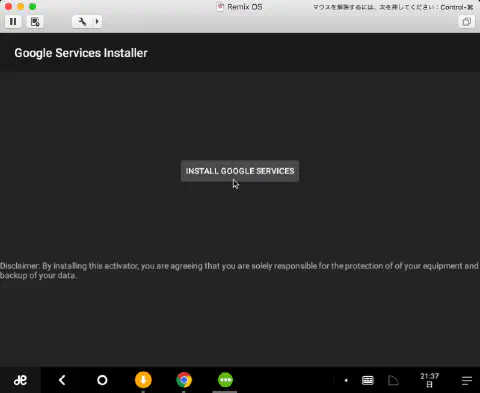 Remix OS
マウスを解除するには、次を押してください：Control-⌘
Google Services Installer
INSTALL GOOGLE SERVICES
Disclaimer: By installing this activator, you are agreeing that you are solely responsible for the protection of of your equipment and
backup of your data.
21:37
日